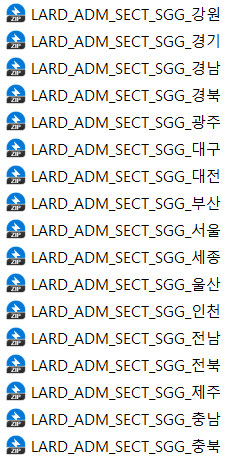 ZIP LARD_ADM_SECT_SGG_강원
ZIP LARD_ADM_SECT_SGG_경기
ZIP LARD_ADM_SECT_SGG_경남
ZIP LARD_ADM_SECT_SGG_경북
ZIP LARD_ADM_SECT_SGG_광주
ZIP LARD_ADM_SECT_SGG_대구
ZIP LARD_ADM_SECT_SGG_대전
ZIP LARD_ADM_SECT_SGG_부산
ZIP LARD_ADM_SECT_SGG_서울
ZIP LARD_ADM_SECT_SGG_세종
ZIP LARD_ADM_SECT_SGG_울산
ZIP LARD_ADM_SECT_SGG_인천
ZIP LARD_ADM_SECT_SGG_전남
ZIP LARD_ADM_SECT_SGG_전북
ZIP LARD_ADM_SECT_SGG_제주
ZIP LARD_ADM_SECT_SGG_충남
ZIP LARD_ADM_SECT_SGG_충북